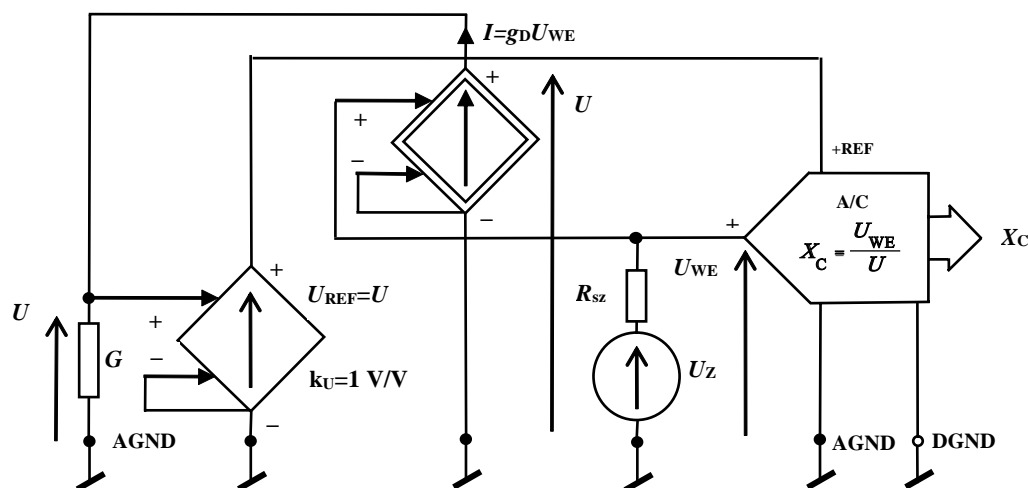 I=gDUWE
+
U
+
−
+REF
A/C
XC = UWE / U
XC
−
+
UWE
Rsz
UZ
+
UREF=U
U
+
G
−
kU=1 V/V
−
AGND
AGND
DGND